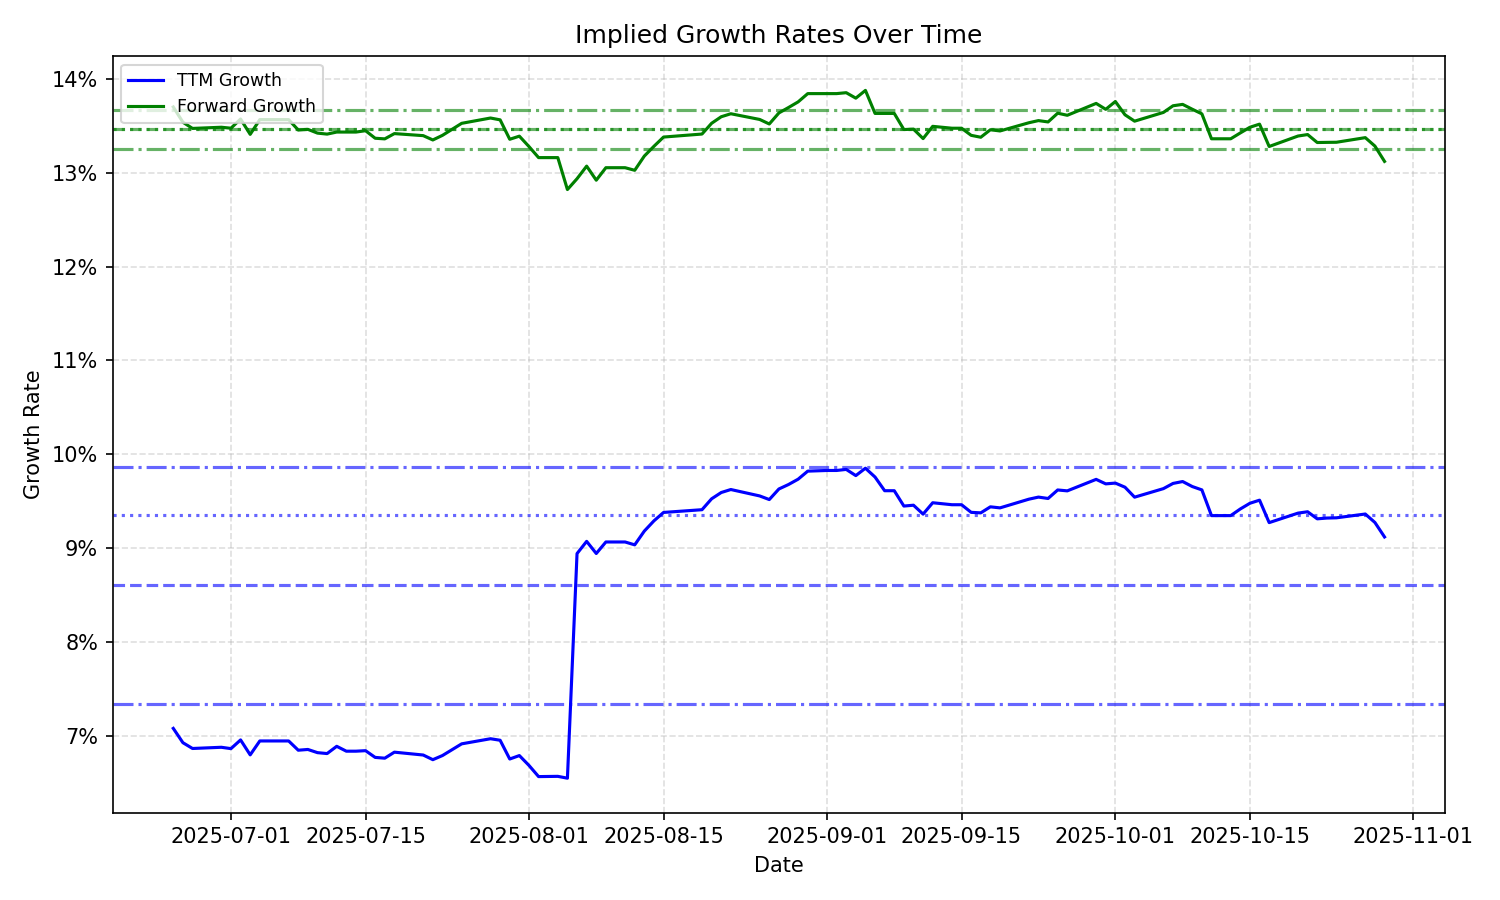 Implied Growth Rates Over Time
TTM Growth
Forward Growth
14%
13%
12%
11%
10%
9%
8%
7%
Growth Rate
2025-07-01 2025-07-15 2025-08-01 2025-08-15 2025-09-01 2025-09-15 2025-10-01 2025-10-15 2025-11-01
Date